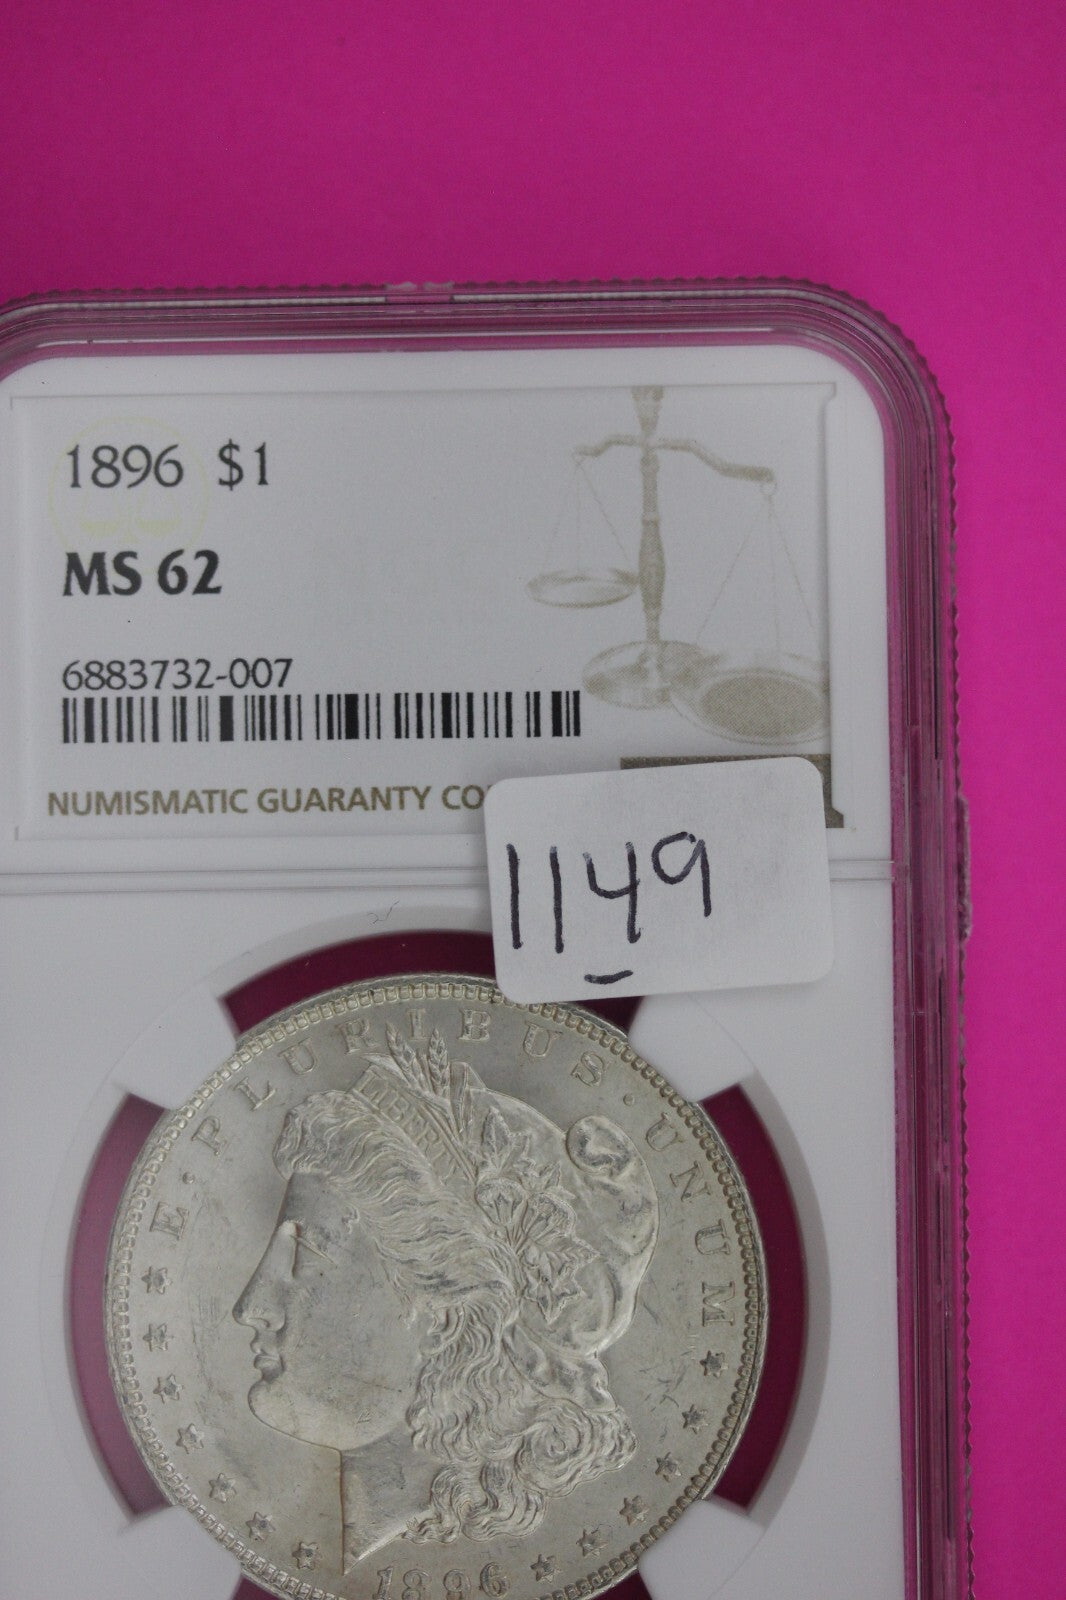 1896 $1
MS 62
6883732-007
NUMISMATIC GUARANTY CO
1149
E·PLURIBUS·UNUM
LIBERTY
1896